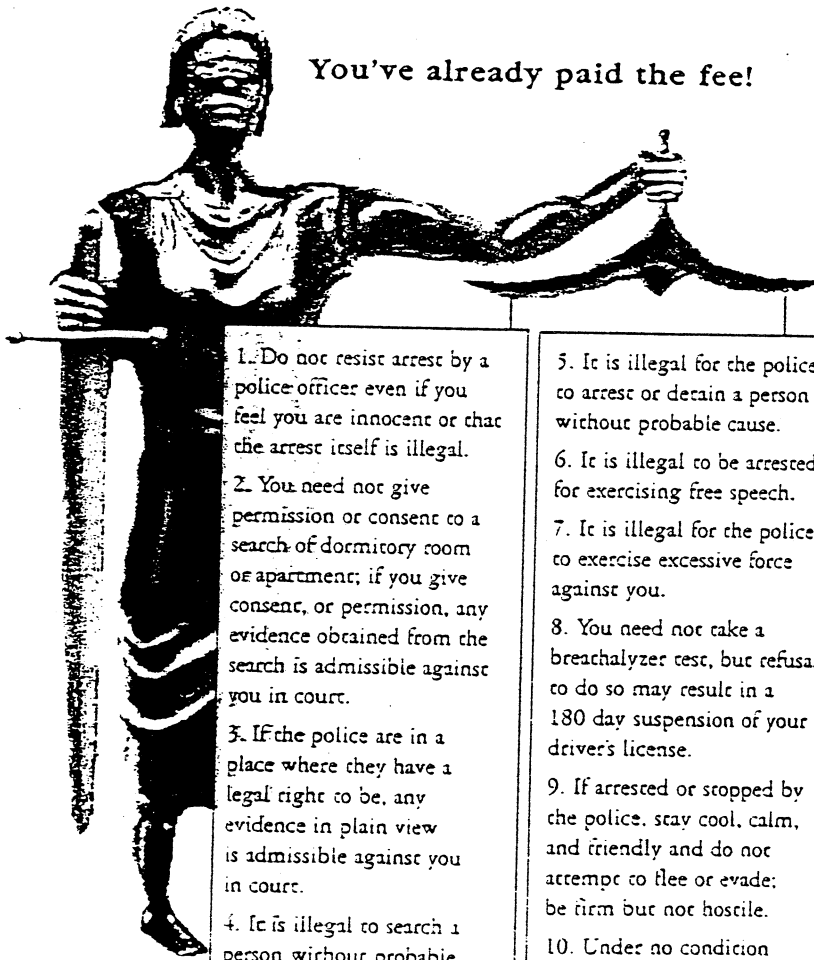 You've already paid the fee!
1. Do not resist arrest by a
police officer even if you
feel you are innocent or that
the arrest itself is illegal.
2. You need not give
permission or consent to a
search of dormitory room
or apartment; if you give
consent, or permission, any
evidence obtained from the
search is admissible against
you in court.
3. If the police are in a
place where they have a
legal right to be, any
evidence in plain view
is admissible against you
in court.
4. It is illegal to search a
person without probable
5. It is illegal for the police
to arrest or detain a person
without probable cause.
6. It is illegal to be arrested
for exercising free speech.
7. It is illegal for the police
to exercise excessive force
against you.
8. You need not take a
breathalyzer test, but refusa
to do so may result in a
180 day suspension of your
driver's license.
9. If arrested or stopped by
the police, stay cool, calm,
and friendly and do not
attempt to flee or evade;
be firm but not hostile.
10. Under no condition